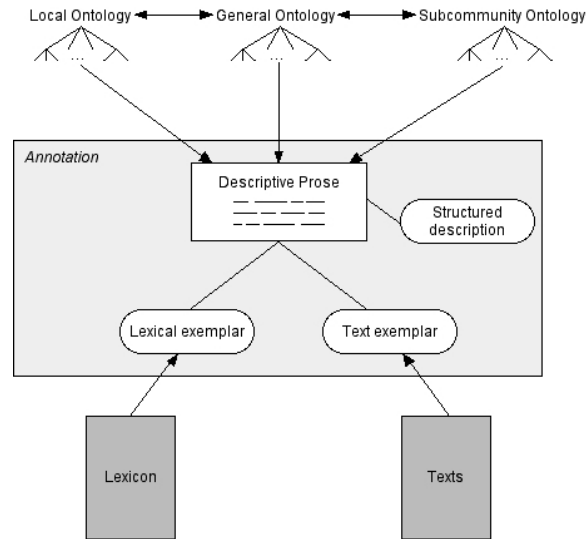 Local Ontology
General Ontology
Subcommunity Ontology
...
...
...
Annotation
Descriptive Prose
Structured
description
Lexical exemplar
Text exemplar
Lexicon
Texts